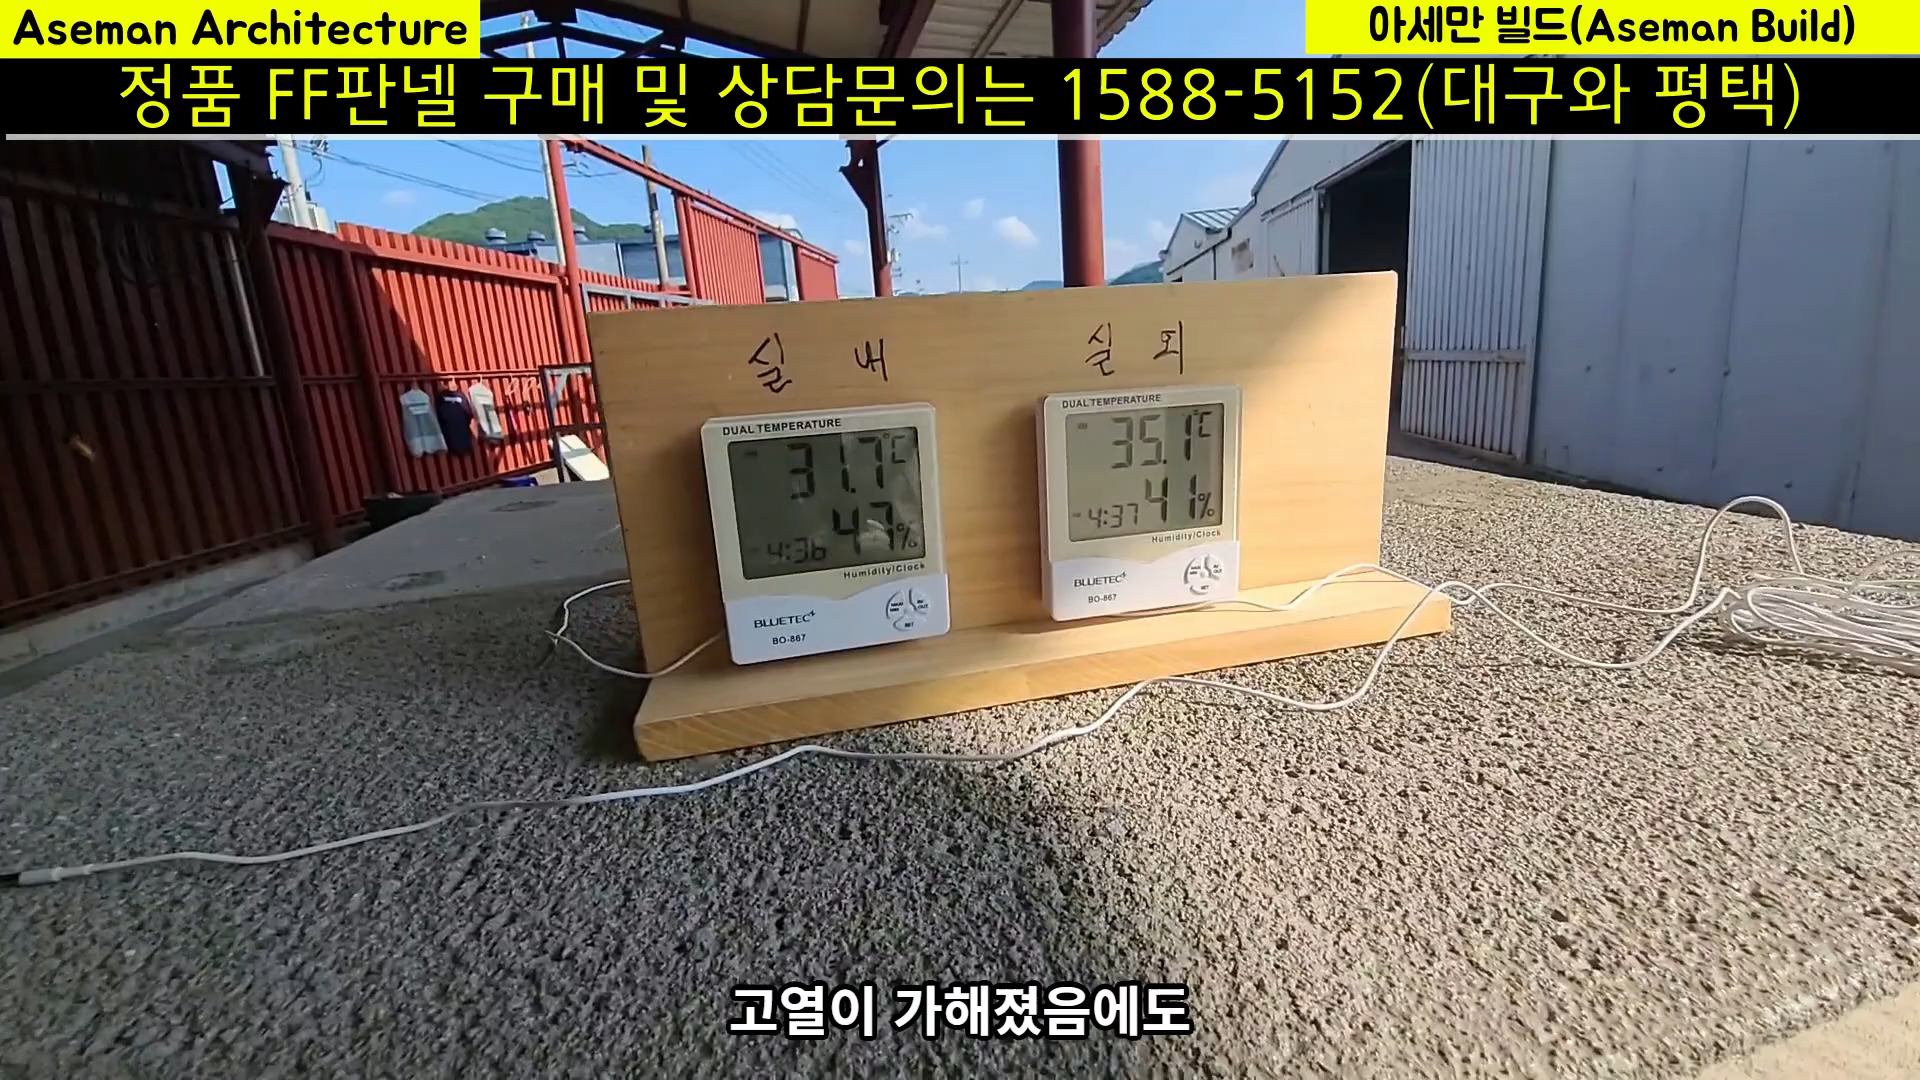 Aseman Architecture
아세만 빌드(Aseman Build)
정품 FF판넬 구매 및 상담문의는 1588-5152(대구와 평택)
실 내
실 외
DUAL TEMPERATURE
31.7°C
47%
4:36
Humidity/Clock
BLUETEC
BO-867
DUAL TEMPERATURE
35.1°C
41%
4:37
Humidity/Clock
BLUETEC
BO-867
고열이 가해졌음에도